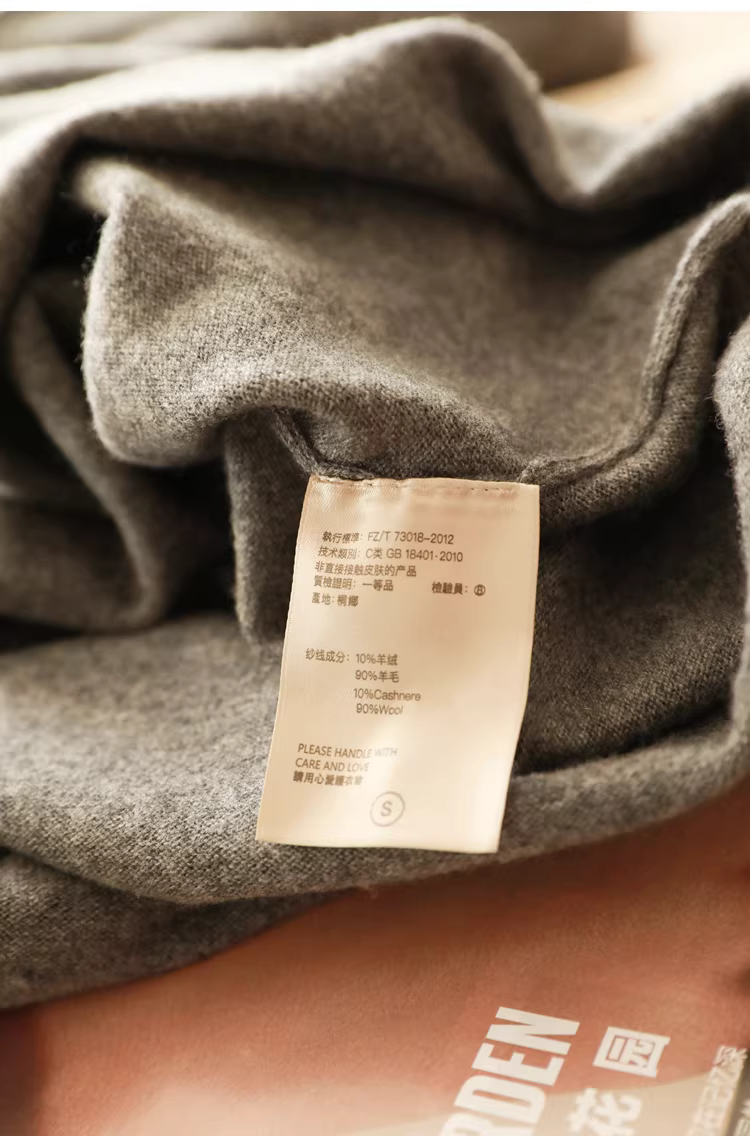 執行標準: FZ/T 73018-2012
技术類別: C类 GB 18401-2010
非直接接触皮肤的产品
質檢證明: 一等品 檢驗員: ⑧
產地: 桐鄉
纱线成分: 10%羊绒
90%羊毛
10%Cashnere
90%Wool
PLEASE HANDLE WITH
CARE AND LOVE
請用心愛護衣裳
S
RDEN
花园